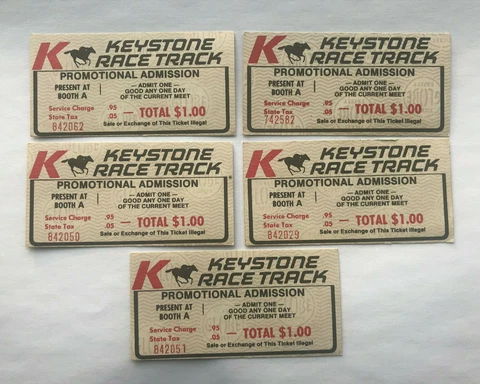 K KEYSTONE
RACE TRACK
PROMOTIONAL ADMISSION
PRESENT AT
BOOTH A
— ADMIT ONE —
GOOD ANY ONE DAY
OF THE CURRENT MEET
Service Charge .95
State Tax .05 - TOTAL $1.00
842062 Sale or Exchange of This Ticket Illegal
K KEYSTONE
RACE TRACK
PROMOTIONAL ADMISSION
PRESENT AT
BOOTH A
— ADMIT ONE —
GOOD ANY ONE DAY
OF THE CURRENT MEET
Service Charge .95
State Tax .05 - TOTAL $1.00
742582 Sale or Exchange of This Ticket Illegal
K KEYSTONE
RACE TRACK
PROMOTIONAL ADMISSION
PRESENT AT
BOOTH A
— ADMIT ONE —
GOOD ANY ONE DAY
OF THE CURRENT MEET
Service Charge .95
State Tax .05 - TOTAL $1.00
842050 Sale or Exchange of This Ticket Illegal
K KEYSTONE
RACE TRACK
PROMOTIONAL ADMISSION
PRESENT AT
BOOTH A
— ADMIT ONE —
GOOD ANY ONE DAY
OF THE CURRENT MEET
Service Charge .95
State Tax .05 - TOTAL $1.00
842029 Sale or Exchange of This Ticket Illegal
K KEYSTONE
RACE TRACK
PROMOTIONAL ADMISSION
PRESENT AT
BOOTH A
— ADMIT ONE —
GOOD ANY ONE DAY
OF THE CURRENT MEET
Service Charge .95
State Tax .05 - TOTAL $1.00
842051 Sale or Exchange of This Ticket Illegal